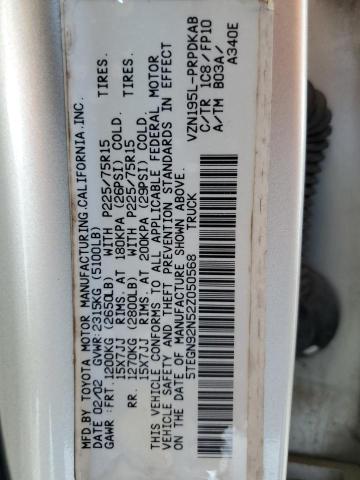 MFD BY TOYOTA MOTOR MANUFACTURING, CALIFORNIA, INC.
DATE 02/02 GVWR: 2315KG (5100LB)
GAWR : FRT. 1200KG (2650LB) WITH P225/75R15 TIRES.
15X7JJ RIMS. AT 180KPA (26PSI) COLD.
RR. 1270KG (2800LB) WITH P225/75R15 TIRES.
15X7JJ RIMS. AT 200KPA (29PSI) COLD.
THIS VEHICLE CONFORMS TO ALL APPLICABLE FEDERAL MOTOR
VEHICLE SAFETY AND THEFT PREVENTION STANDARDS IN EFFECT
ON THE DATE OF MANUFACTURE SHOWN ABOVE.
5TEGN92N52Z050568 TRUCK
VZN195L-PRPDKAB
C/TR 1C8/FP10
A/TM B03A/
A340E